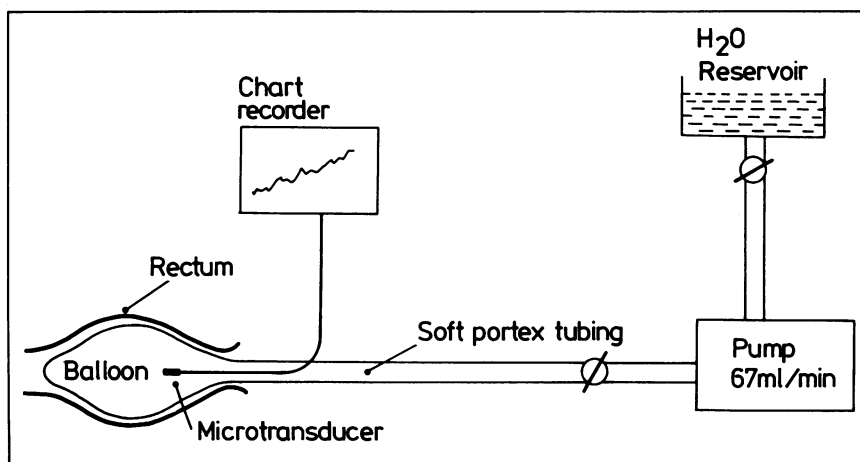 H2O
Reservoir
Chart
recorder
Rectum
Soft portex tubing
Balloon
Pump
67ml/min
Microtransducer